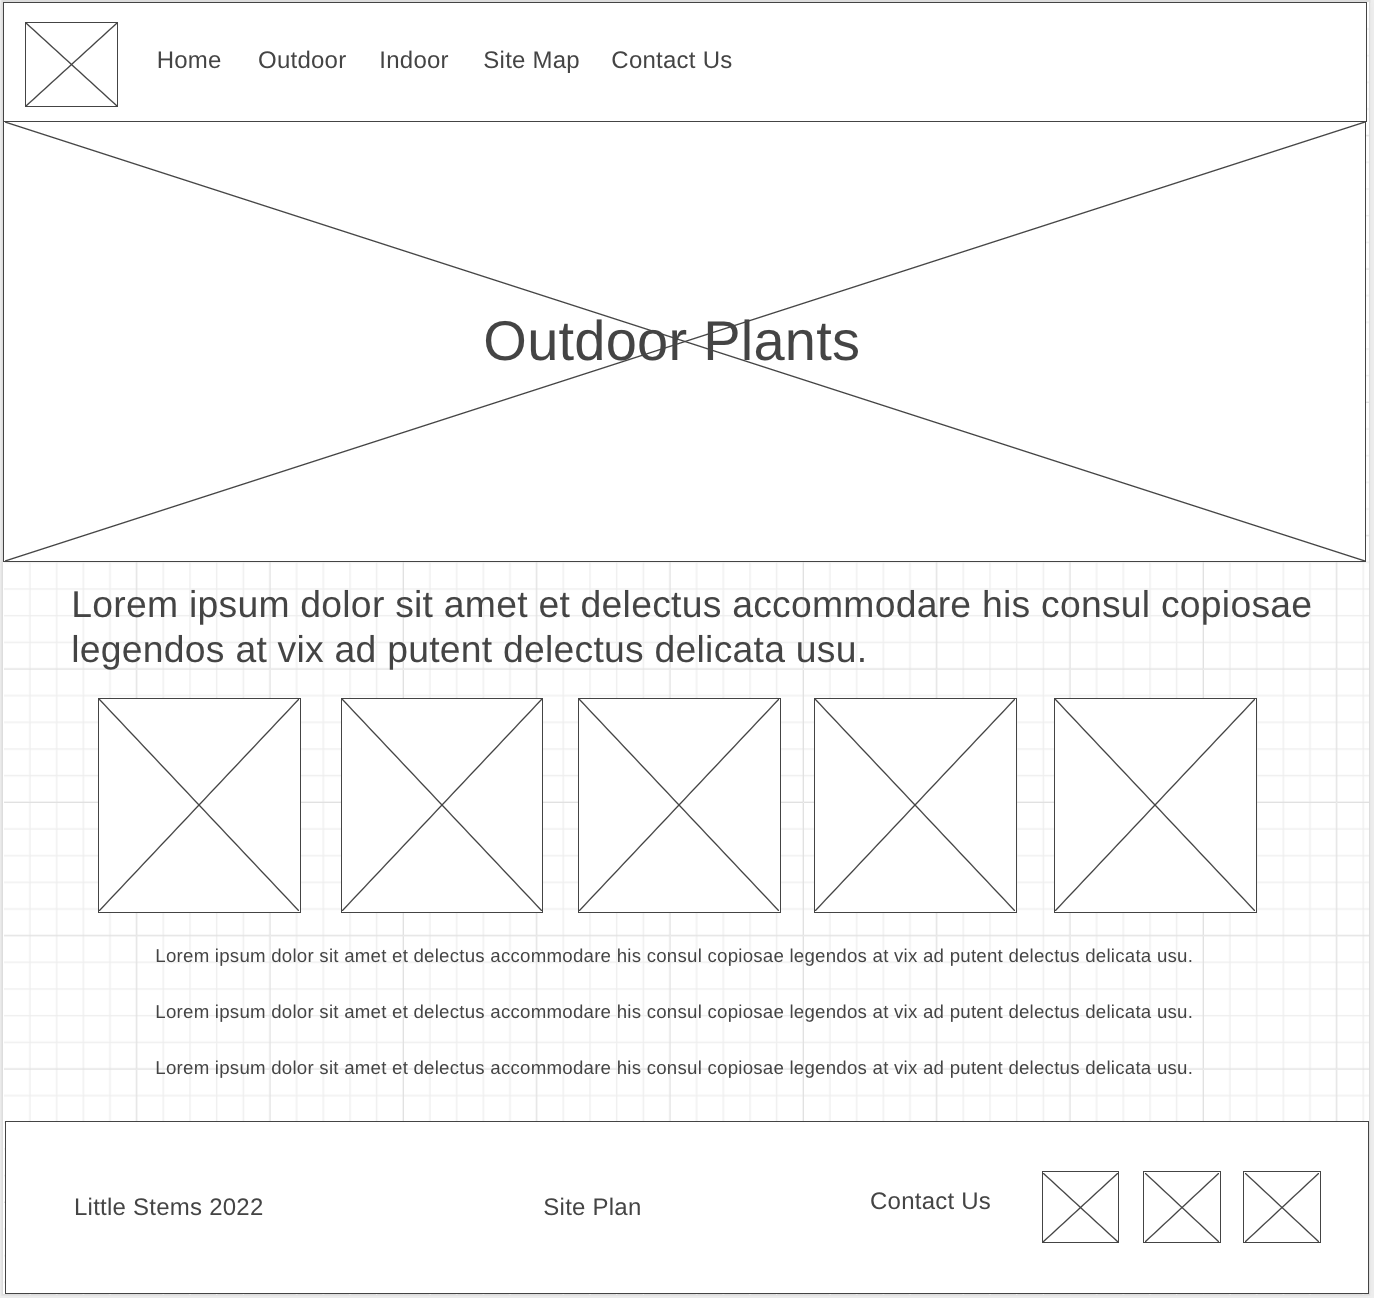 Home Outdoor Indoor Site Map Contact Us
Outdoor Plants
Lorem ipsum dolor sit amet et delectus accommodare his consul copiosae
legendos at vix ad putent delectus delicata usu.
Lorem ipsum dolor sit amet et delectus accommodare his consul copiosae legendos at vix ad putent delectus delicata usu.
Lorem ipsum dolor sit amet et delectus accommodare his consul copiosae legendos at vix ad putent delectus delicata usu.
Lorem ipsum dolor sit amet et delectus accommodare his consul copiosae legendos at vix ad putent delectus delicata usu.
Little Stems 2022 Site Plan Contact Us